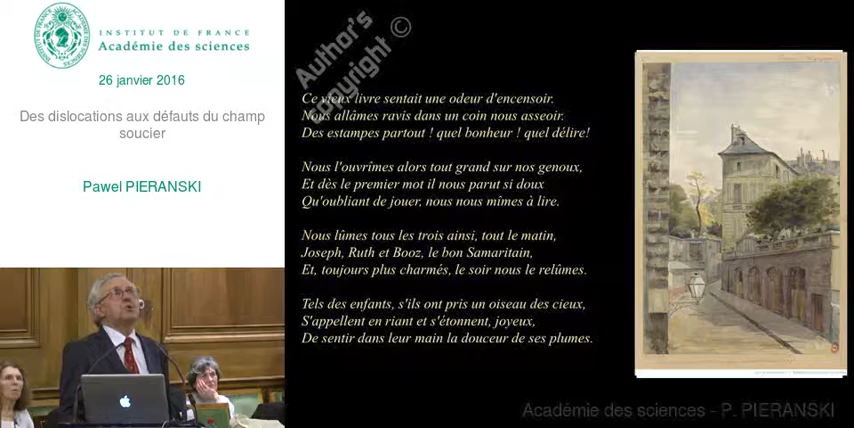 INSTITUT DE FRANCE
Académie des sciences
26 janvier 2016
Des dislocations aux défauts du champ
soucier
Pawel PIERANSKI
Author's
copyright ©
Ce vieux livre sentait une odeur d'encensoir.
Nous allâmes ravis dans un coin nous asseoir.
Des estampes partout ! quel bonheur ! quel délire!
Nous l'ouvrîmes alors tout grand sur nos genoux,
Et dès le premier mot il nous parut si doux
Qu'oubliant de jouer, nous nous mîmes à lire.
Nous lûmes tous les trois ainsi, tout le matin,
Joseph, Ruth et Booz, le bon Samaritain,
Et, toujours plus charmés, le soir nous le relûmes.
Tels des enfants, s'ils ont pris un oiseau des cieux,
S'appellent en riant et s'étonnent, joyeux,
De sentir dans leur main la douceur de ses plumes.
Académie des sciences - P. PIERANSKI